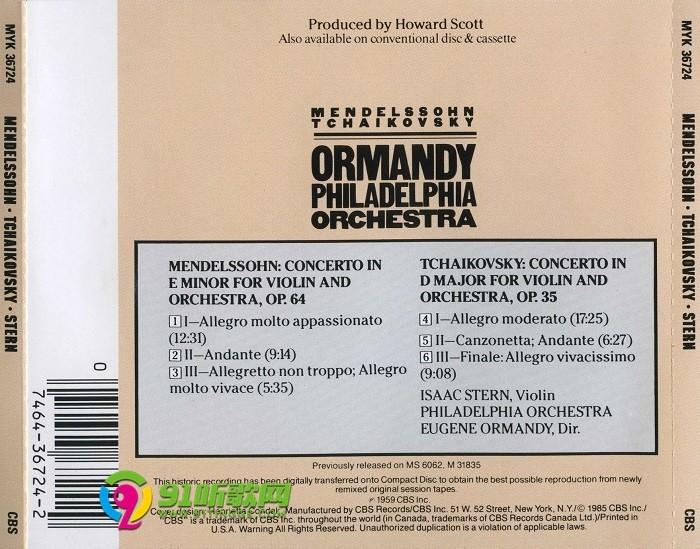 Produced by Howard Scott
Also available on conventional disc & cassette
MENDELSSOHN
TCHAIKOVSKY
ORMANDY
PHILADELPHIA
ORCHESTRA
MENDELSSOHN: CONCERTO IN
E MINOR FOR VIOLIN AND
ORCHESTRA, OP. 64
1 I—Allegro molto appassionato
(12:31)
2 II—Andante (9:14)
3 III—Allegretto non troppo; Allegro
molto vivace (5:35)
TCHAIKOVSKY: CONCERTO IN
D MAJOR FOR VIOLIN AND
ORCHESTRA, OP. 35
4 I—Allegro moderato (17:25)
5 II—Canzonetta; Andante (6:27)
6 III—Finale: Allegro vivacissimo
(9:08)
ISAAC STERN, Violin
PHILADELPHIA ORCHESTRA
EUGENE ORMANDY, Dir.
Previously released on MS 6062, M 31835
This historic recording has been digitally transferred onto Compact Disc to obtain the best possible reproduction from newly
remixed original session tapes.
℗ 1959 CBS Inc.
Cover design: Henrietta Condak/Manufactured by CBS Records/CBS Inc. 51 W. 52 Street, New York, N.Y./© 1985 CBS Inc./
"CBS" is a trademark of CBS Inc. throughout the world (in Canada, trademarks of CBS Records Canada Ltd.)/Printed in
U.S.A. Warning All Rights Reserved. Unauthorized duplication is a violation of applicable laws.
MYK 36724 MENDELSSOHN • TCHAIKOVSKY • STERN CBS
MYK 36724 MENDELSSOHN • TCHAIKOVSKY • STERN CBS
0
7464-36724-2
91听歌网